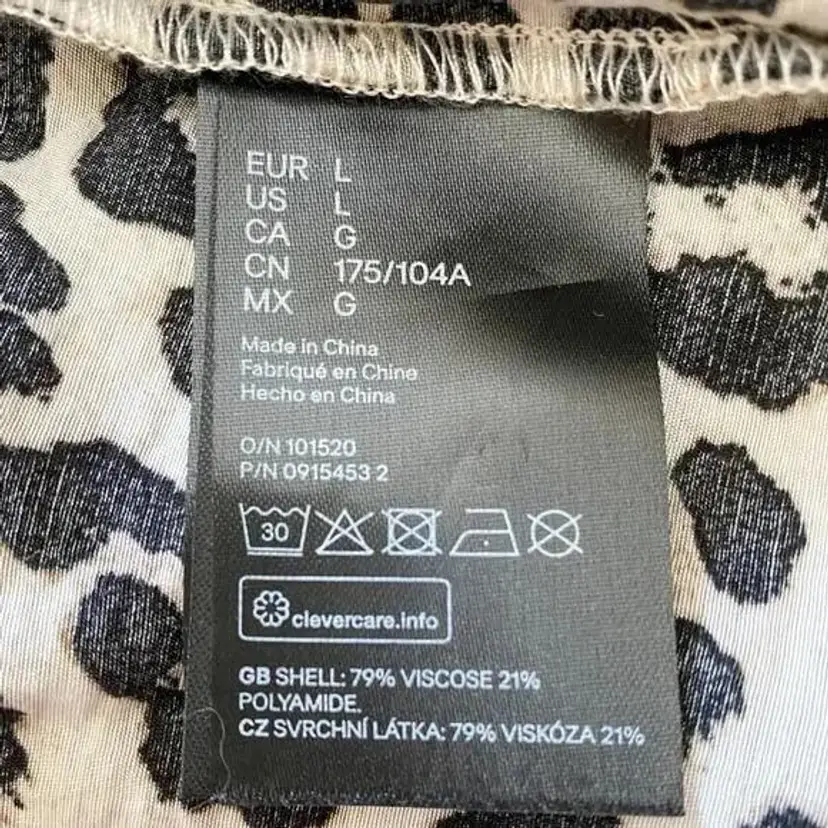 EUR L
US L
CA G
CN 175/104A
MX G
Made in China
Fabriqué en Chine
Hecho en China
O/N 101520
P/N 0915453 2
30
clevercare.info
GB SHELL: 79% VISCOSE 21%
POLYAMIDE.
CZ SVRCHNÍ LÁTKA: 79% VISKÓZA 21%